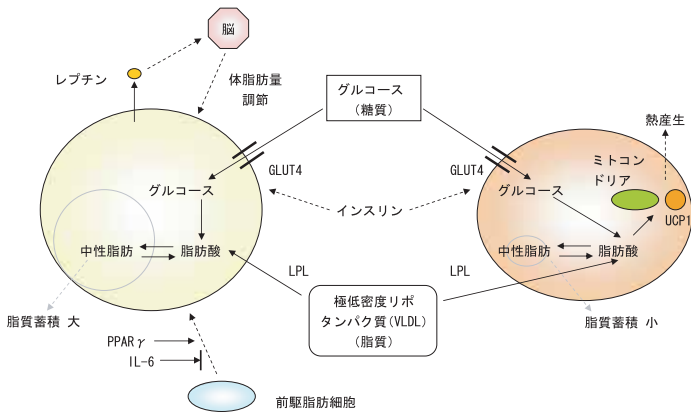 脳
レプチン
体脂肪量
調節
グルコース
（糖質）
熱産生
GLUT4
GLUT4
ミトコン
ドリア
グルコース
グルコース
インスリン
UCP1
中性脂肪
脂肪酸
中性脂肪
脂肪酸
LPL
LPL
極低密度リポ
タンパク質(VLDL)
（脂質）
脂質蓄積 大
脂質蓄積 小
PPARγ
IL-6
前駆脂肪細胞